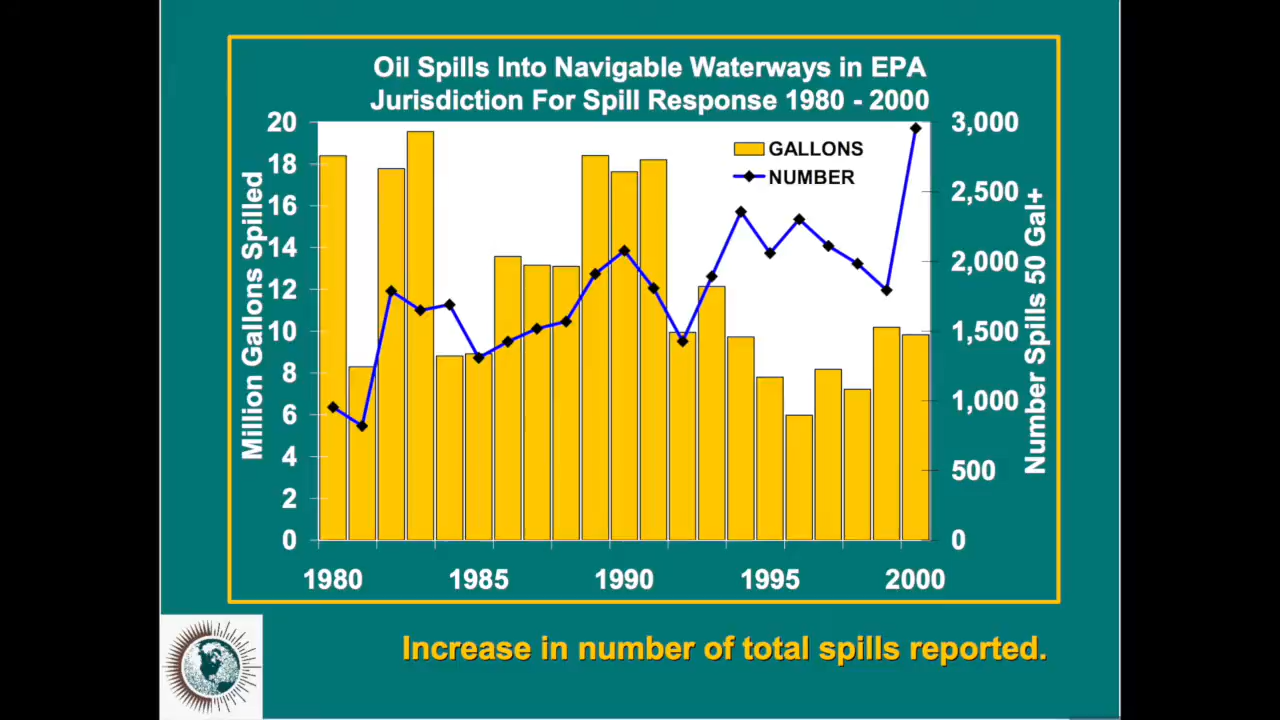 Oil Spills Into Navigable Waterways in EPA
Jurisdiction For Spill Response 1980 - 2000
Million Gallons Spilled
20
18
16
14
12
10
8
6
4
2
0
GALLONS
NUMBER
3,000
2,500
2,000
1,500
1,000
500
0
Number Spills 50 Gal+
1980 1985 1990 1995 2000
Increase in number of total spills reported.